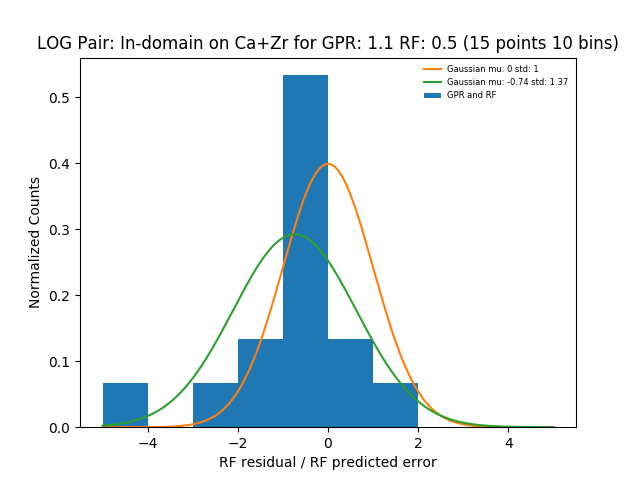 LOG Pair: In-domain on Ca+Zr for GPR: 1.1 RF: 0.5 (15 points 10 bins)
Gaussian mu: 0 std: 1
Gaussian mu: -0.74 std: 1.37
GPR and RF
Normalized Counts
0.5
0.4
0.3
0.2
0.1
0.0
−4 −2 0 2 4
RF residual / RF predicted error